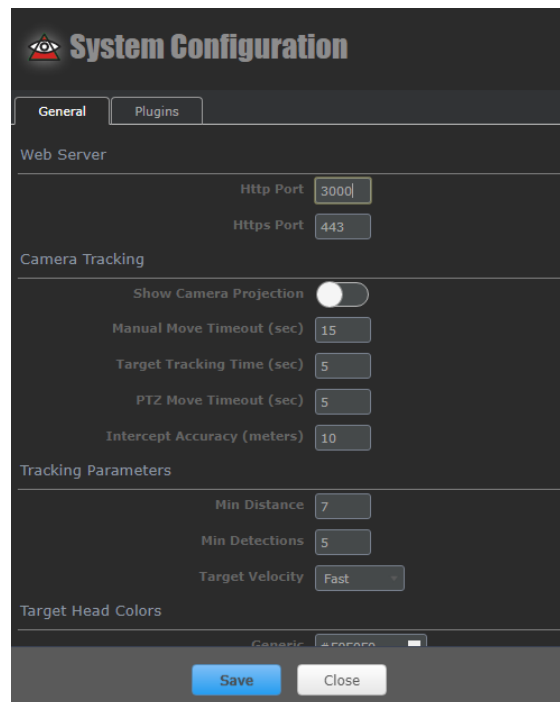 System Configuration
General Plugins
Web Server
Http Port 3000
Https Port 443
Camera Tracking
Show Camera Projection
Manual Move Timeout (sec) 15
Target Tracking Time (sec) 5
PTZ Move Timeout (sec) 5
Intercept Accuracy (meters) 10
Tracking Parameters
Min Distance 7
Min Detections 5
Target Velocity Fast
Target Head Colors
Generic
Save Close